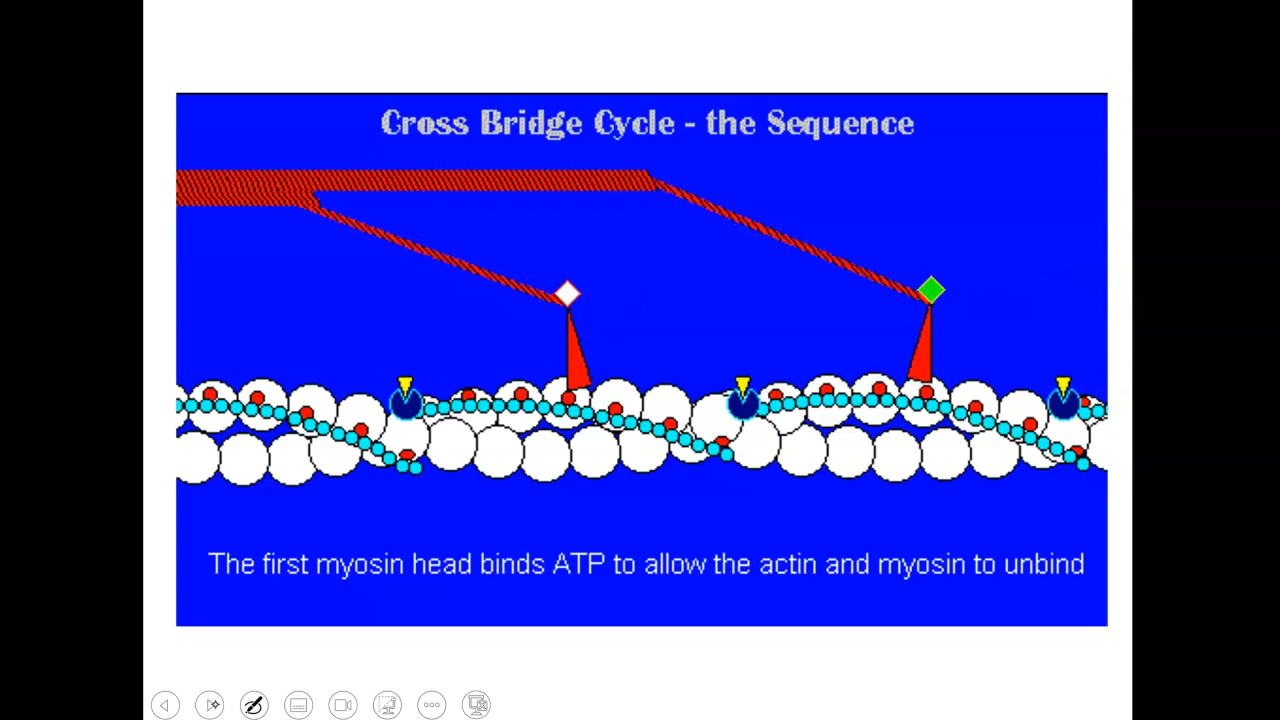 Cross Bridge Cycle - the Sequence
The first myosin head binds ATP to allow the actin and myosin to unbind